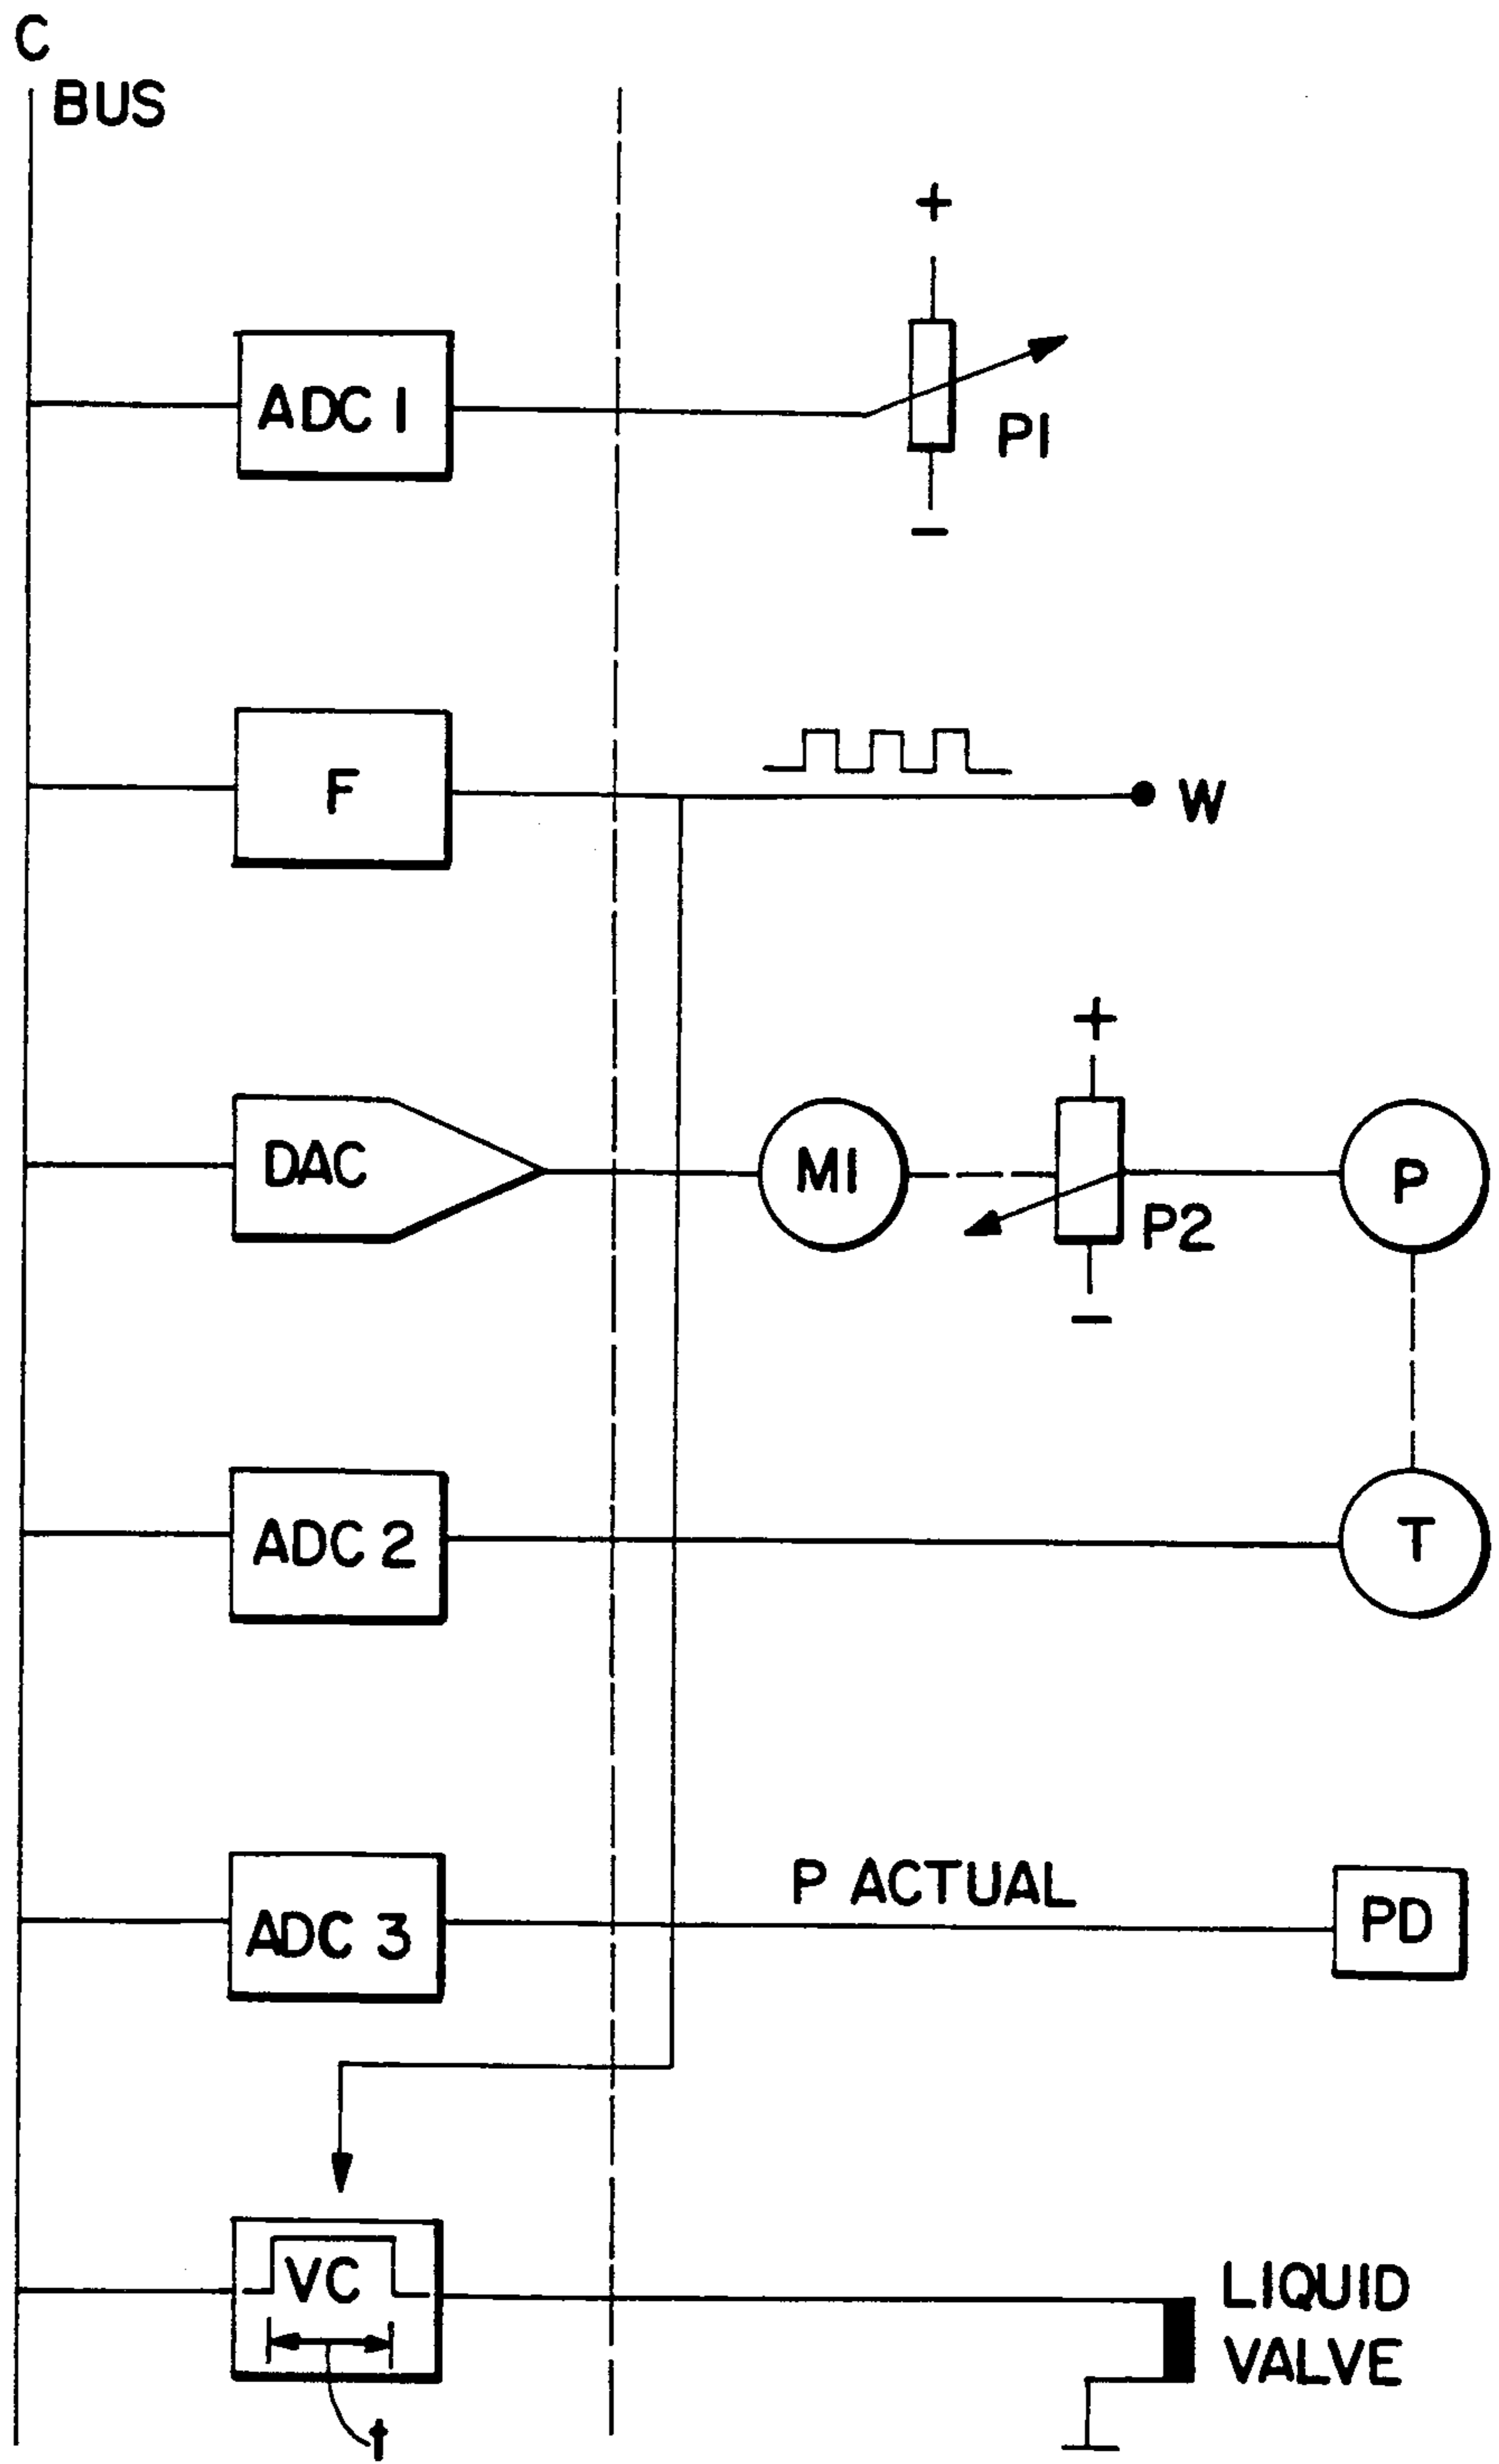 C
BUS
+
ADC 1
P1
−
F
W
+
DAC
M1
P2
P
−
ADC 2
T
P ACTUAL
ADC 3
PD
VC
LIQUID
VALVE
t